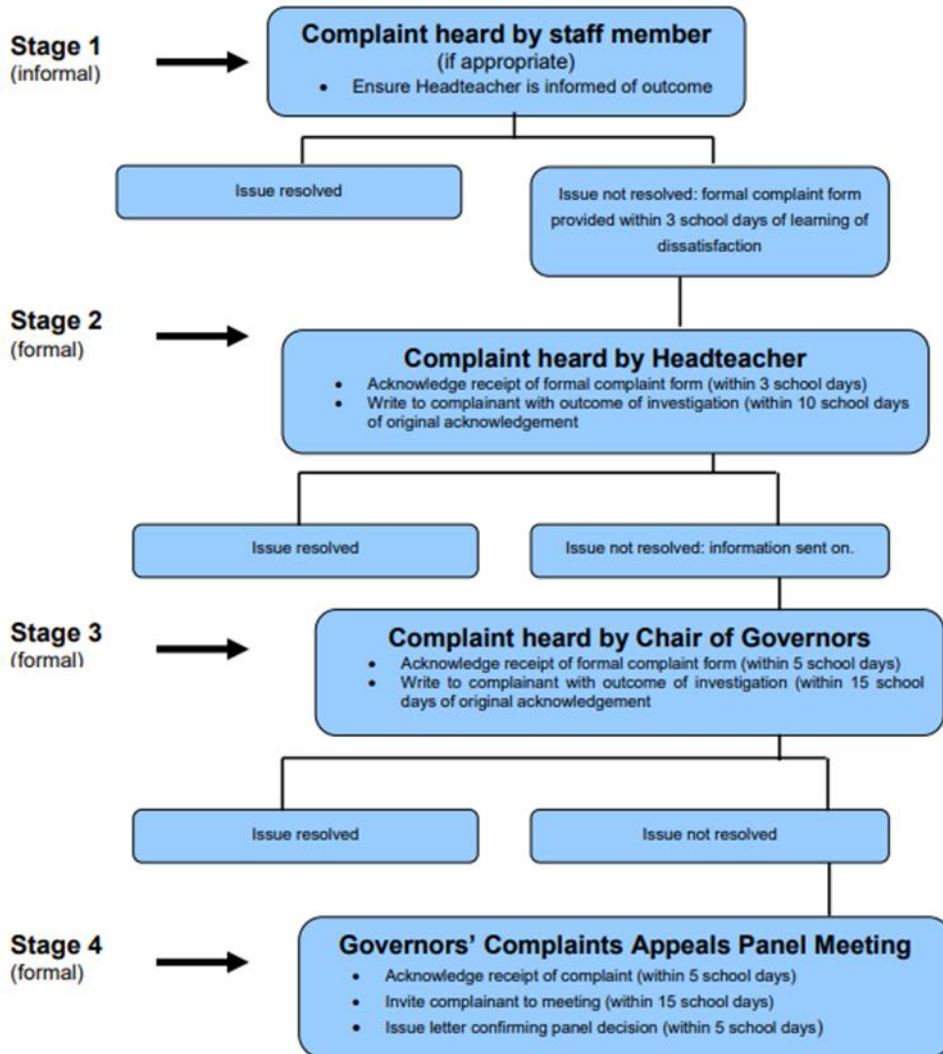 Stage 1
(informal)
Complaint heard by staff member
(if appropriate)
• Ensure Headteacher is informed of outcome
Issue resolved
Issue not resolved: formal complaint form
provided within 3 school days of learning of
dissatisfaction
Stage 2
(formal)
Complaint heard by Headteacher
• Acknowledge receipt of formal complaint form (within 3 school days)
• Write to complainant with outcome of investigation (within 10 school days
of original acknowledgement
Issue resolved
Issue not resolved: information sent on.
Stage 3
(formal)
Complaint heard by Chair of Governors
• Acknowledge receipt of formal complaint form (within 5 school days)
• Write to complainant with outcome of investigation (within 15 school
days of original acknowledgement
Issue resolved
Issue not resolved
Stage 4
(formal)
Governors’ Complaints Appeals Panel Meeting
• Acknowledge receipt of complaint (within 5 school days)
• Invite complainant to meeting (within 15 school days)
• Issue letter confirming panel decision (within 5 school days)